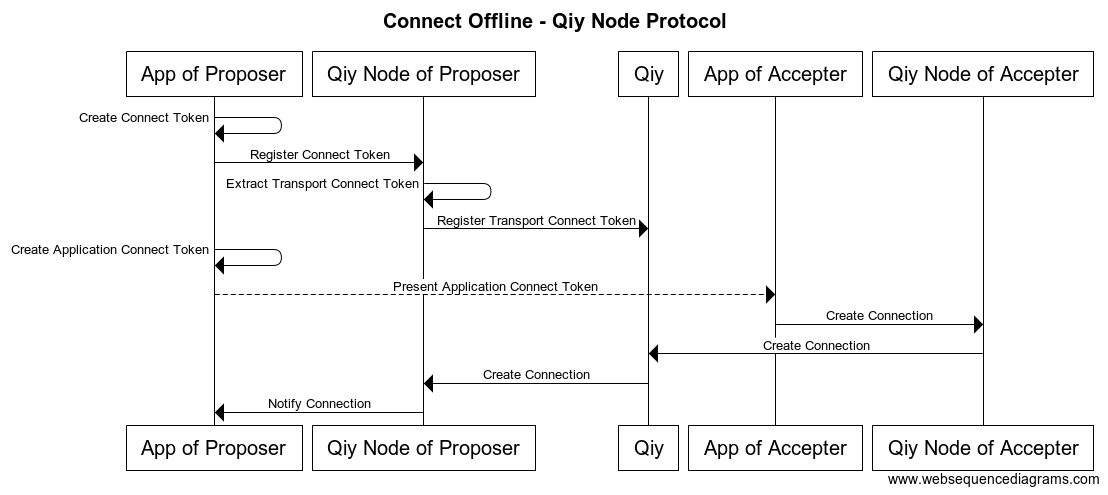 Connect Offline - Qiy Node Protocol
App of Proposer
Qiy Node of Proposer
Qiy
App of Accepter
Qiy Node of Accepter
Create Connect Token
Register Connect Token
Extract Transport Connect Token
Register Transport Connect Token
Create Application Connect Token
Present Application Connect Token
Create Connection
Create Connection
Create Connection
Notify Connection
App of Proposer
Qiy Node of Proposer
Qiy
App of Accepter
Qiy Node of Accepter
www.websequencediagrams.com